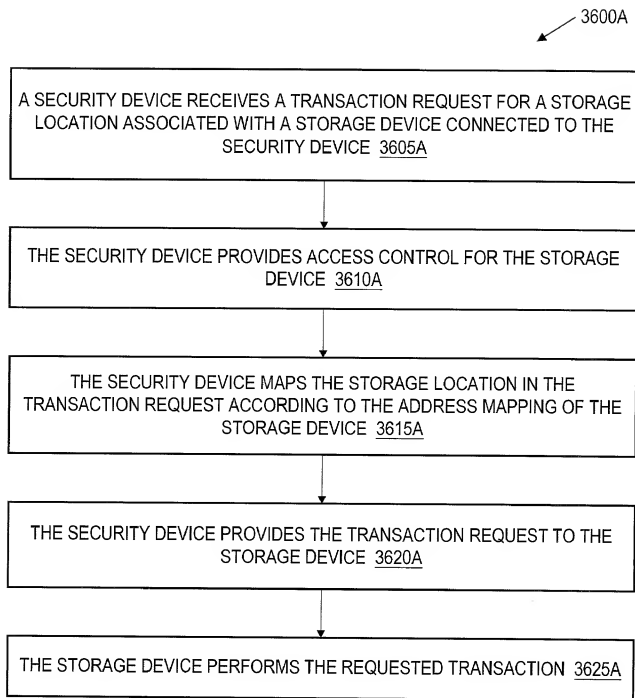 3600A
A SECURITY DEVICE RECEIVES A TRANSACTION REQUEST FOR A STORAGE
LOCATION ASSOCIATED WITH A STORAGE DEVICE CONNECTED TO THE
SECURITY DEVICE 3605A
THE SECURITY DEVICE PROVIDES ACCESS CONTROL FOR THE STORAGE
DEVICE 3610A
THE SECURITY DEVICE MAPS THE STORAGE LOCATION IN THE
TRANSACTION REQUEST ACCORDING TO THE ADDRESS MAPPING OF THE
STORAGE DEVICE 3615A
THE SECURITY DEVICE PROVIDES THE TRANSACTION REQUEST TO THE
STORAGE DEVICE 3620A
THE STORAGE DEVICE PERFORMS THE REQUESTED TRANSACTION 3625A